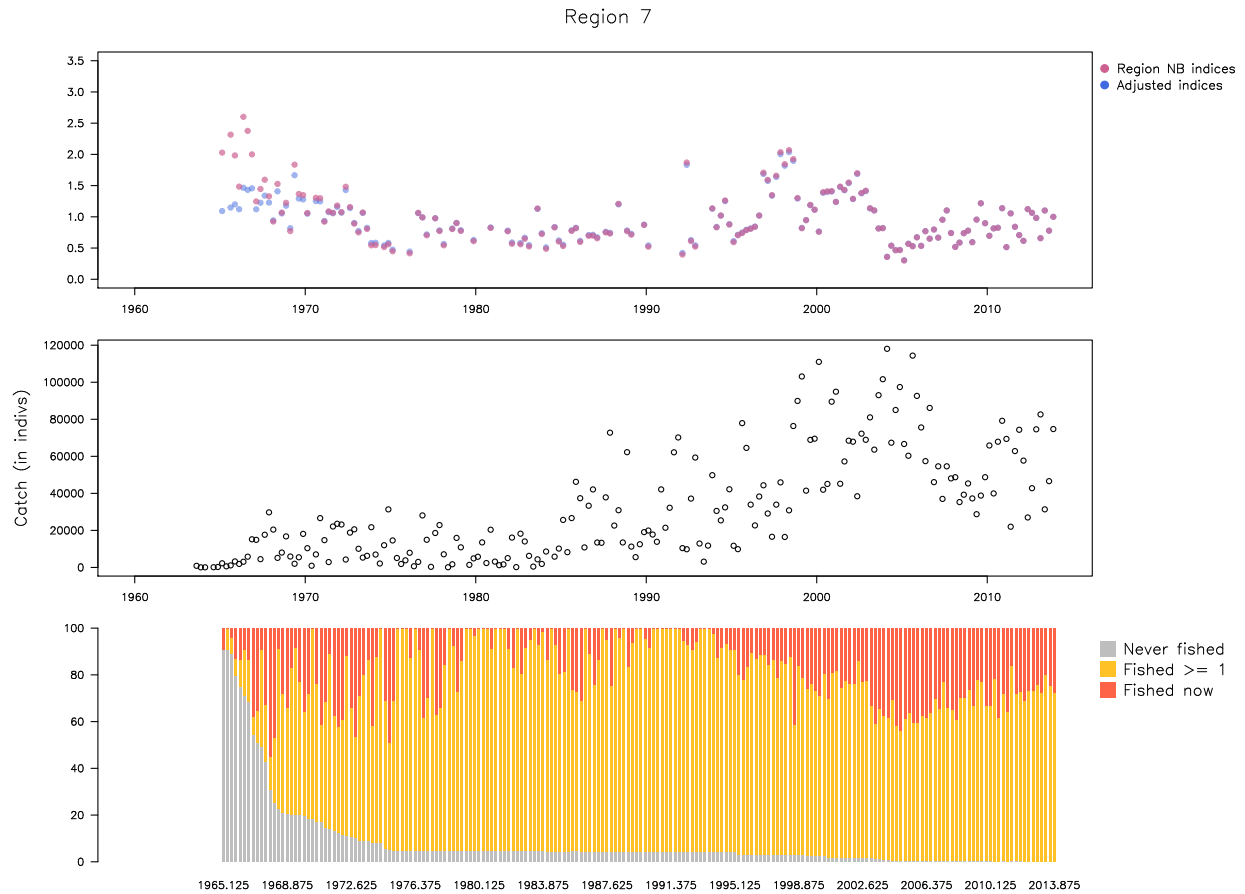 Region 7
3.5
3.0
2.5
2.0
1.5
1.0
0.5
0.0
1960 1970 1980 1990 2000 2010
Region NB indices
Adjusted indices
Catch (in indivs)
120000
100000
80000
60000
40000
20000
0
1960 1970 1980 1990 2000 2010
100
80
60
40
20
0
1965.125 1968.875 1972.625 1976.375 1980.125 1983.875 1987.625 1991.375 1995.125 1998.875 2002.625 2006.375 2010.125 2013.875
Never fished
Fished >= 1
Fished now